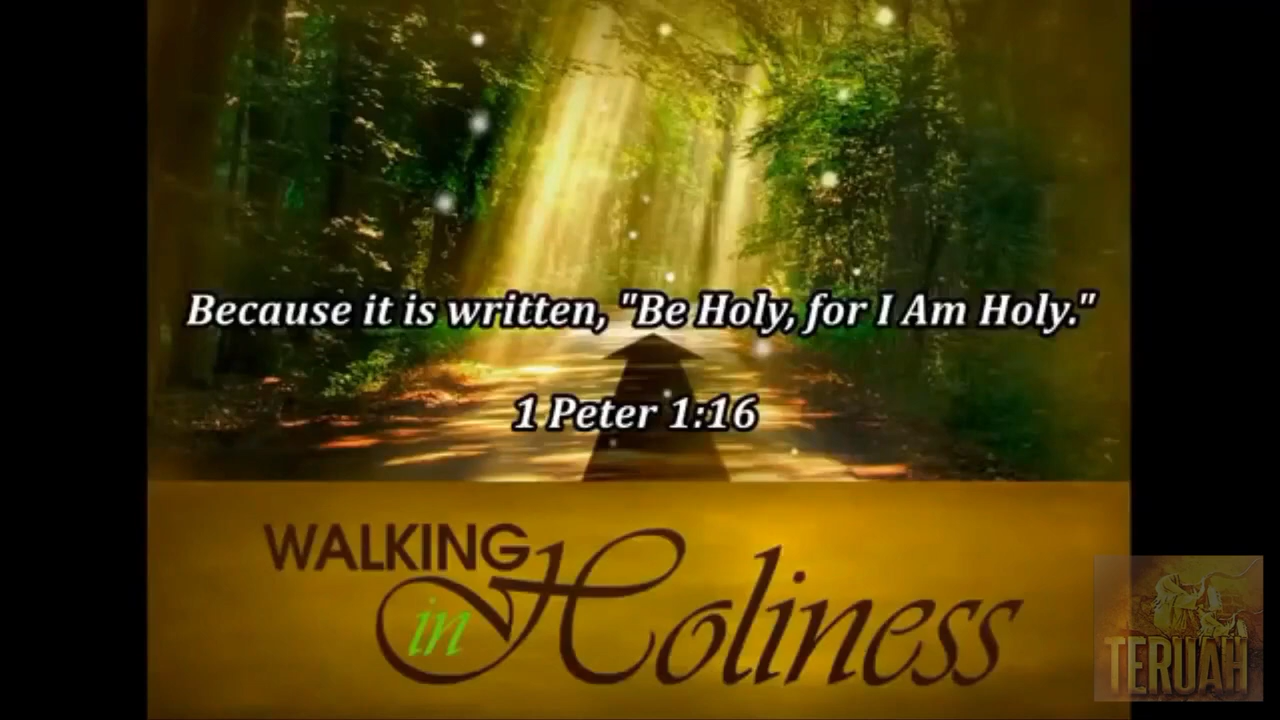 Because it is written, "Be Holy, for I Am Holy."
1 Peter 1:16
WALKING
in Holiness
TERUAH